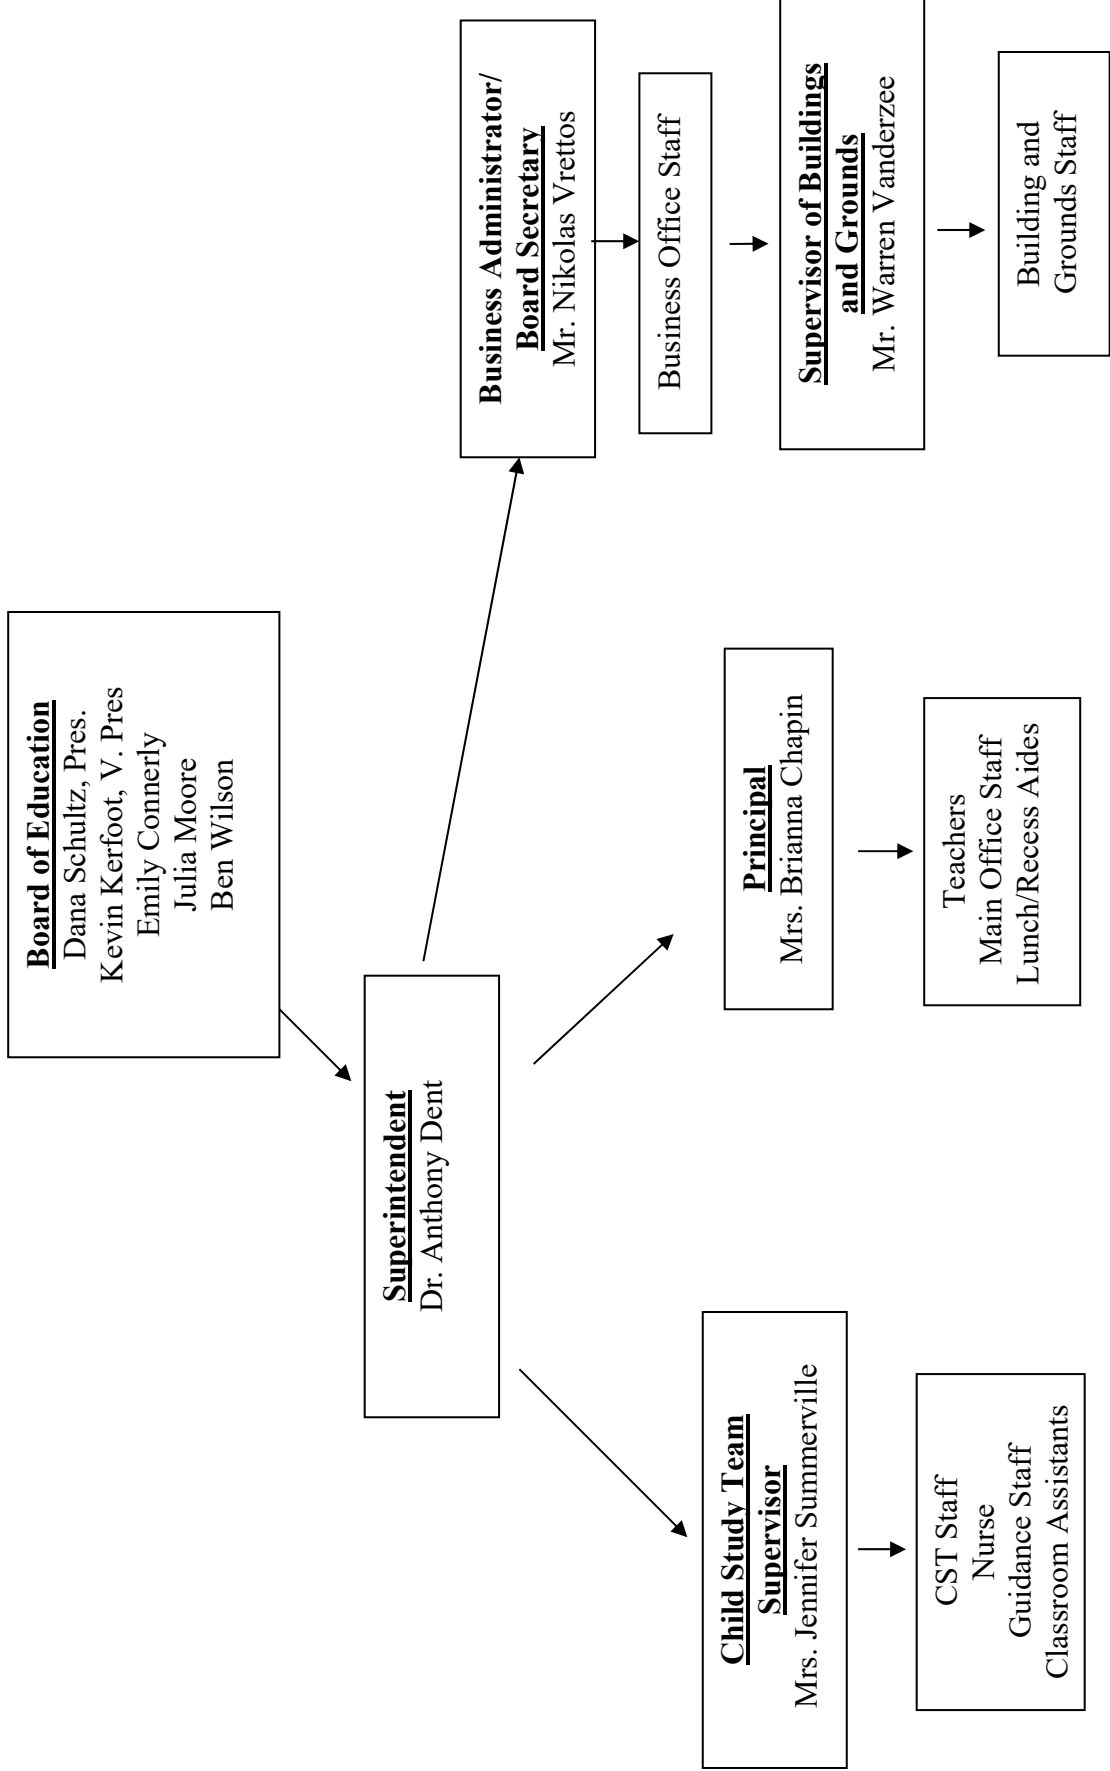 Board of Education
Dana Schultz, Pres.
Kevin Kerfoot, V. Pres
Emily Connerly
Julia Moore
Ben Wilson
Superintendent
Dr. Anthony Dent
Child Study Team
Supervisor
Mrs. Jennifer Summerville
CST Staff
Nurse
Guidance Staff
Classroom Assistants
Principal
Mrs. Brianna Chapin
Teachers
Main Office Staff
Lunch/Recess Aides
Business Administrator/
Board Secretary
Mr. Nikolas Vrettos
Business Office Staff
Supervisor of Buildings
and Grounds
Mr. Warren Vanderzee
Building and
Grounds Staff